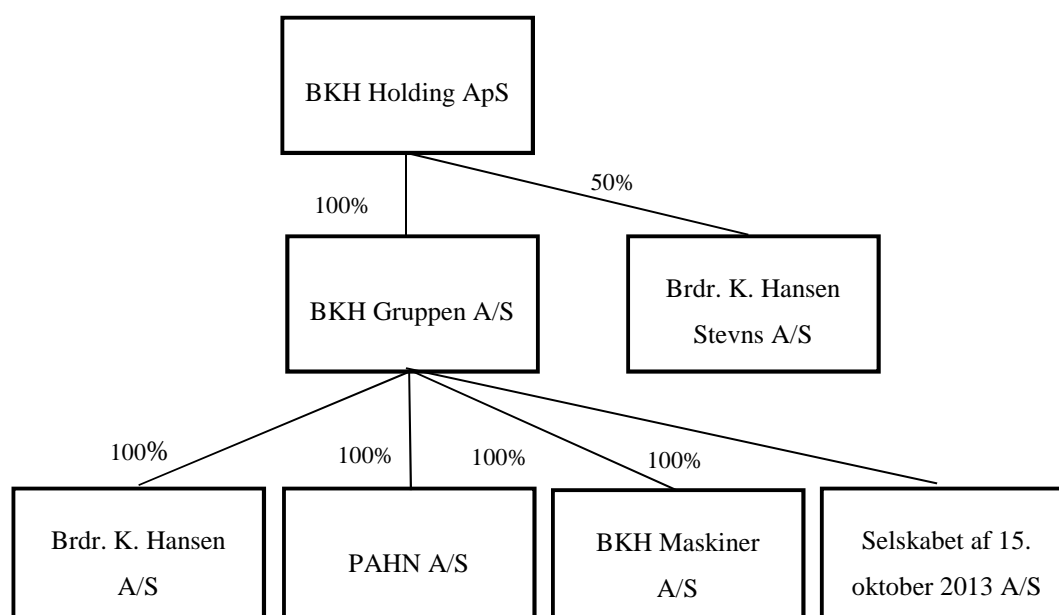 BKH Holding ApS
50%
100%
BKH Gruppen A/S
Brdr. K. Hansen
Stevns A/S
100%
100%
100%
100%
Brdr. K. Hansen
A/S
PAHN A/S
BKH Maskiner
A/S
Selskabet af 15.
oktober 2013 A/S